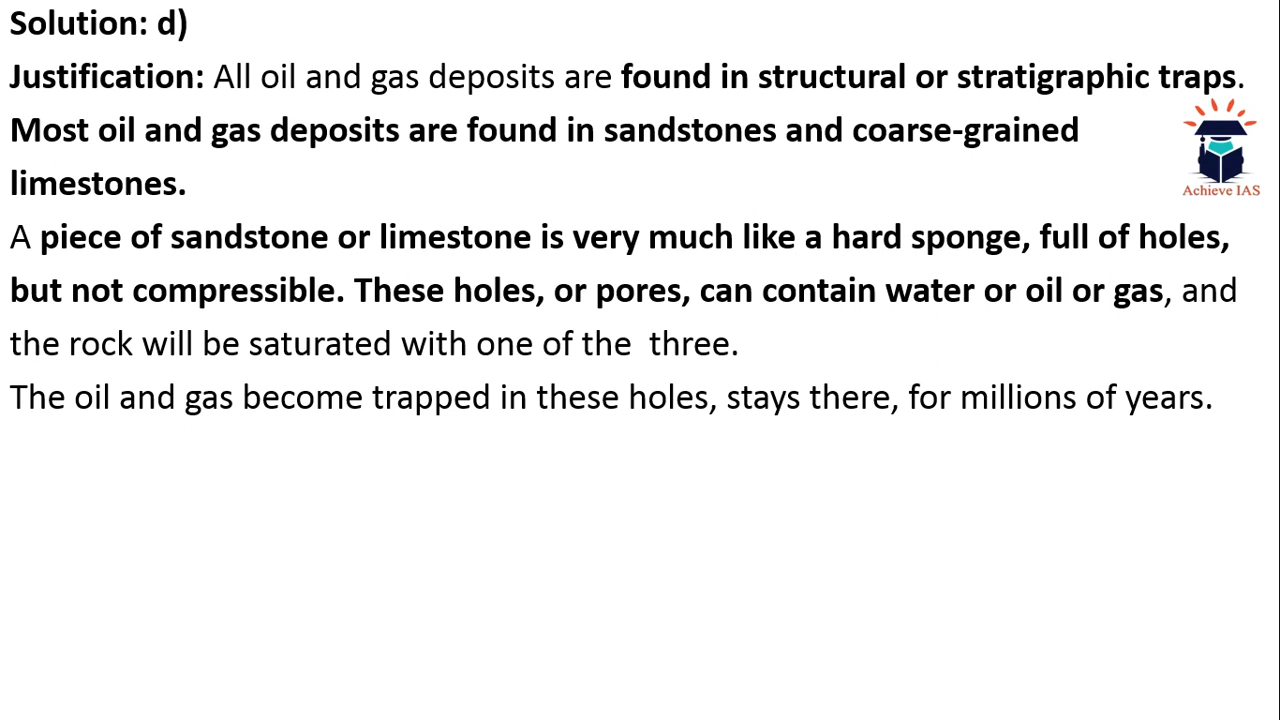 Solution: d)
Justification: All oil and gas deposits are found in structural or stratigraphic traps.
Most oil and gas deposits are found in sandstones and coarse-grained
limestones.
Achieve IAS
A piece of sandstone or limestone is very much like a hard sponge, full of holes,
but not compressible. These holes, or pores, can contain water or oil or gas, and
the rock will be saturated with one of the  three.
The oil and gas become trapped in these holes, stays there, for millions of years.